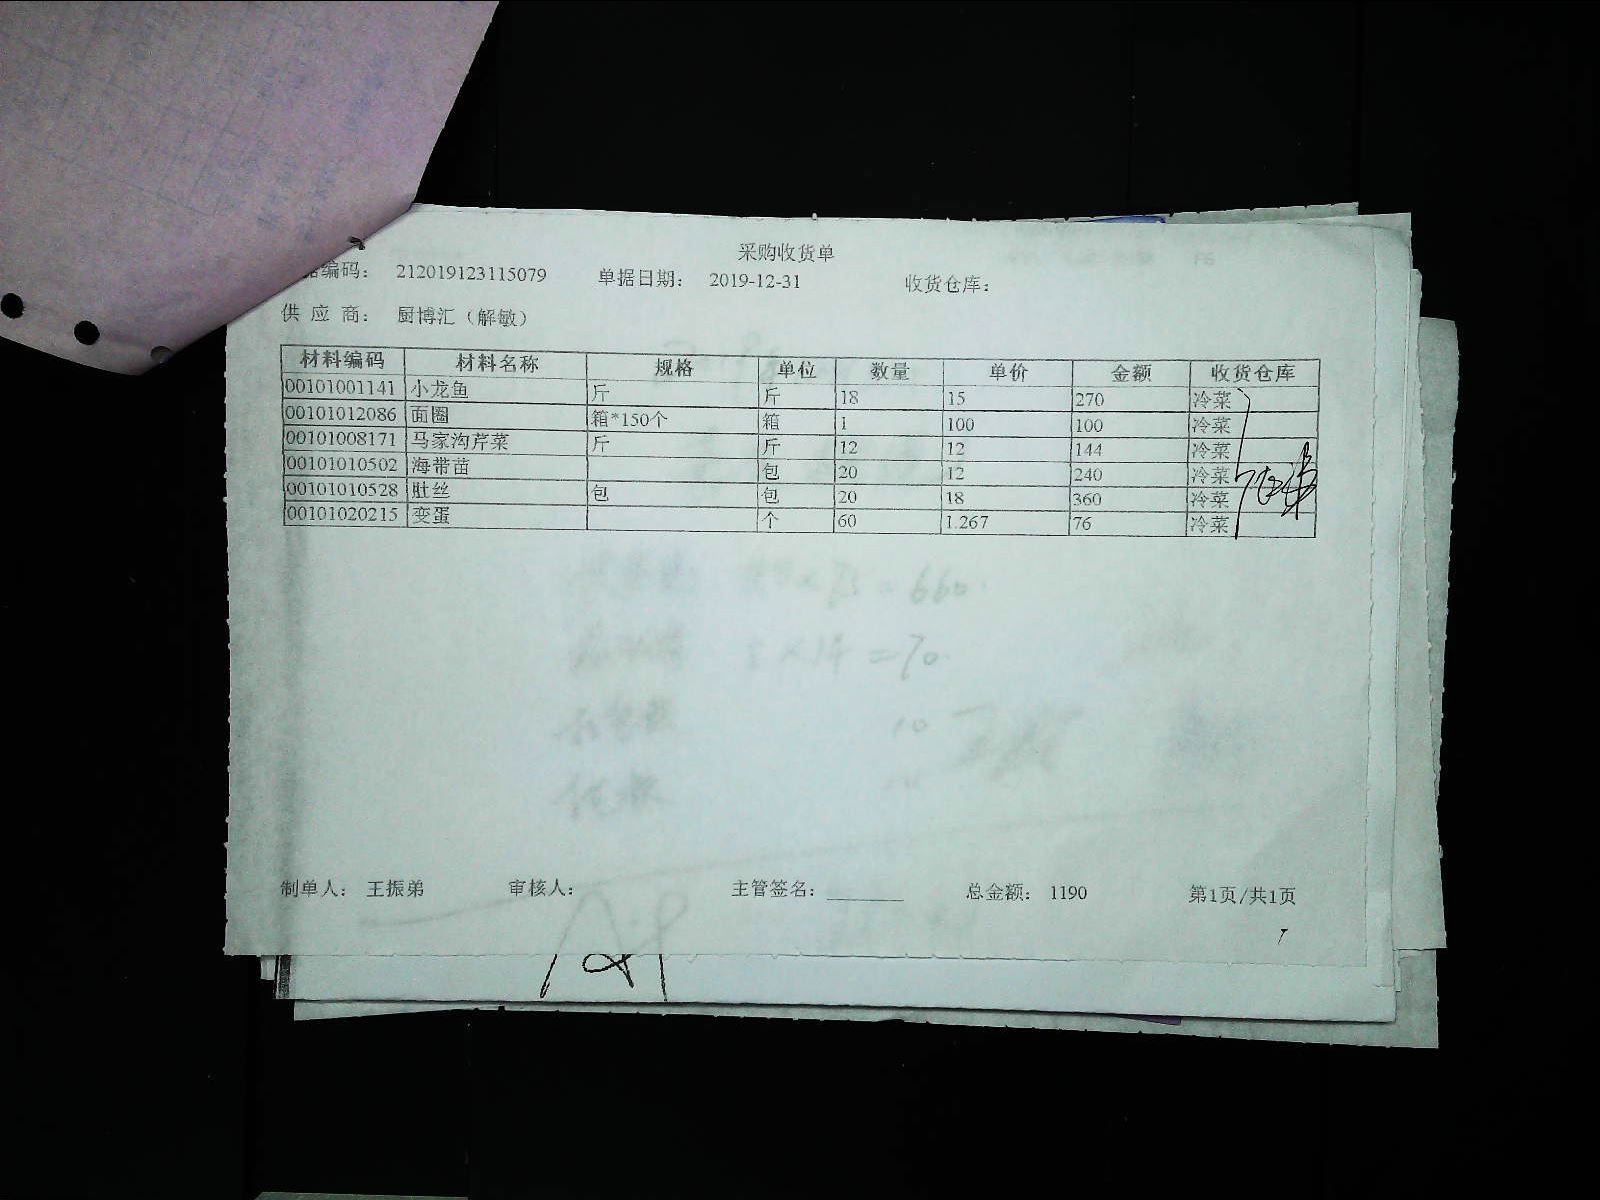 采购收货单
据编码： 212019123115079 单据日期： 2019-12-31 收货仓库：
供 应 商： 厨博汇（解敏）
材料编码 材料名称 规格 单位 数量 单价 金额 收货仓库
00101001141 小龙鱼 斤 斤 18 15 270 冷菜
00101012086 面圈 箱*150个 箱 1 100 100 冷菜
00101008171 马家沟芹菜 斤 斤 12 12 144 冷菜
00101010502 海带苗 包 20 12 240 冷菜
00101010528 肚丝 包 包 20 18 360 冷菜
00101020215 变蛋 个 60 1.267 76 冷菜
制单人： 王振弟 审核人： 主管签名： 总金额： 1190 第1页/共1页